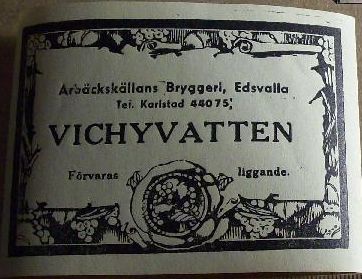 Arbäckskällans Bryggeri, Edsvalla
Tel. Karlstad 44075
VICHYVATTEN
Förvaras liggande.